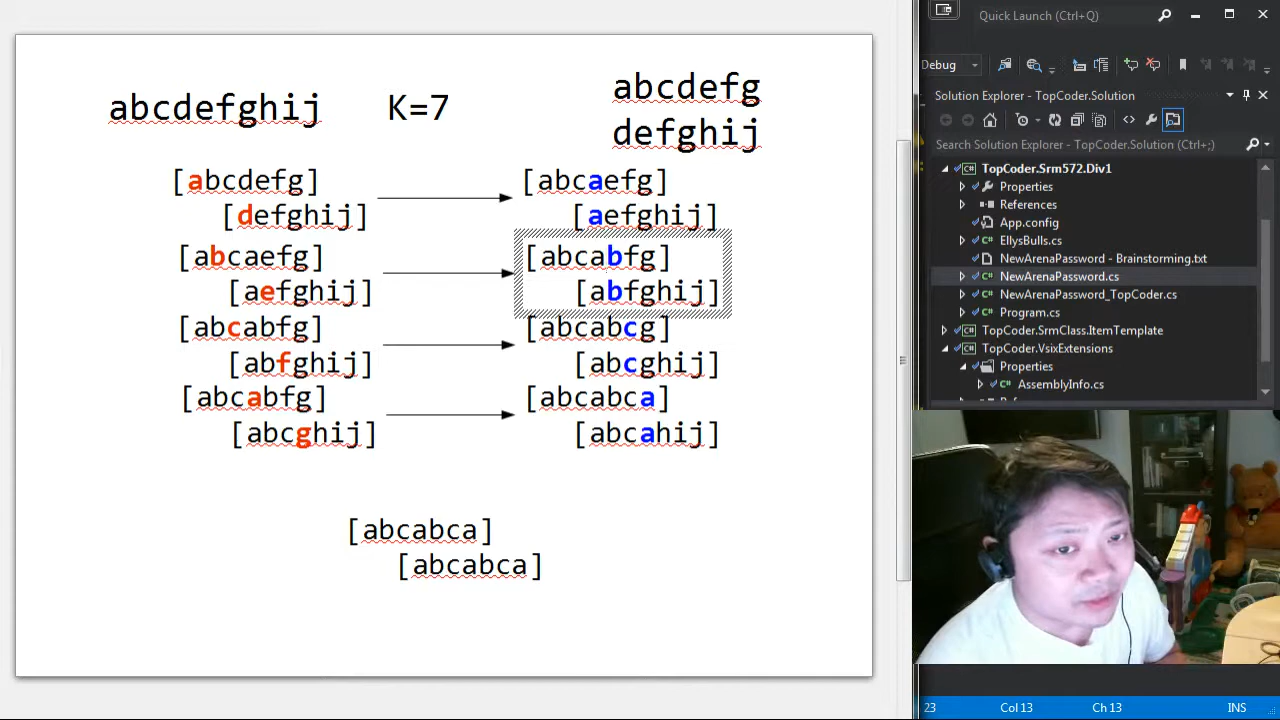 abcdefghij K=7
abcdefg
defghij
[abcdefg] [abcaefg]
[defghij] [aefghij]
[abcaefg] [abcabfg]
[aefghij] [abfghij]
[abcabfg] [abcabcg]
[abfghij] [abcghij]
[abcabfg] [abcabca]
[abcghij] [abcahij]
[abcabca]
[abcabca]
Quick Launch (Ctrl+Q)
Debug
Solution Explorer - TopCoder.Solution
Search Solution Explorer - TopCoder.Solution (Ctrl+;)
TopCoder.Srm572.Div1
Properties
References
App.config
EllysBulls.cs
NewArenaPassword - Brainstorming.txt
NewArenaPassword.cs
NewArenaPassword_TopCoder.cs
Program.cs
TopCoder.SrmClass.ItemTemplate
TopCoder.VsixExtensions
Properties
AssemblyInfo.cs
23 Col 13 Ch 13 INS